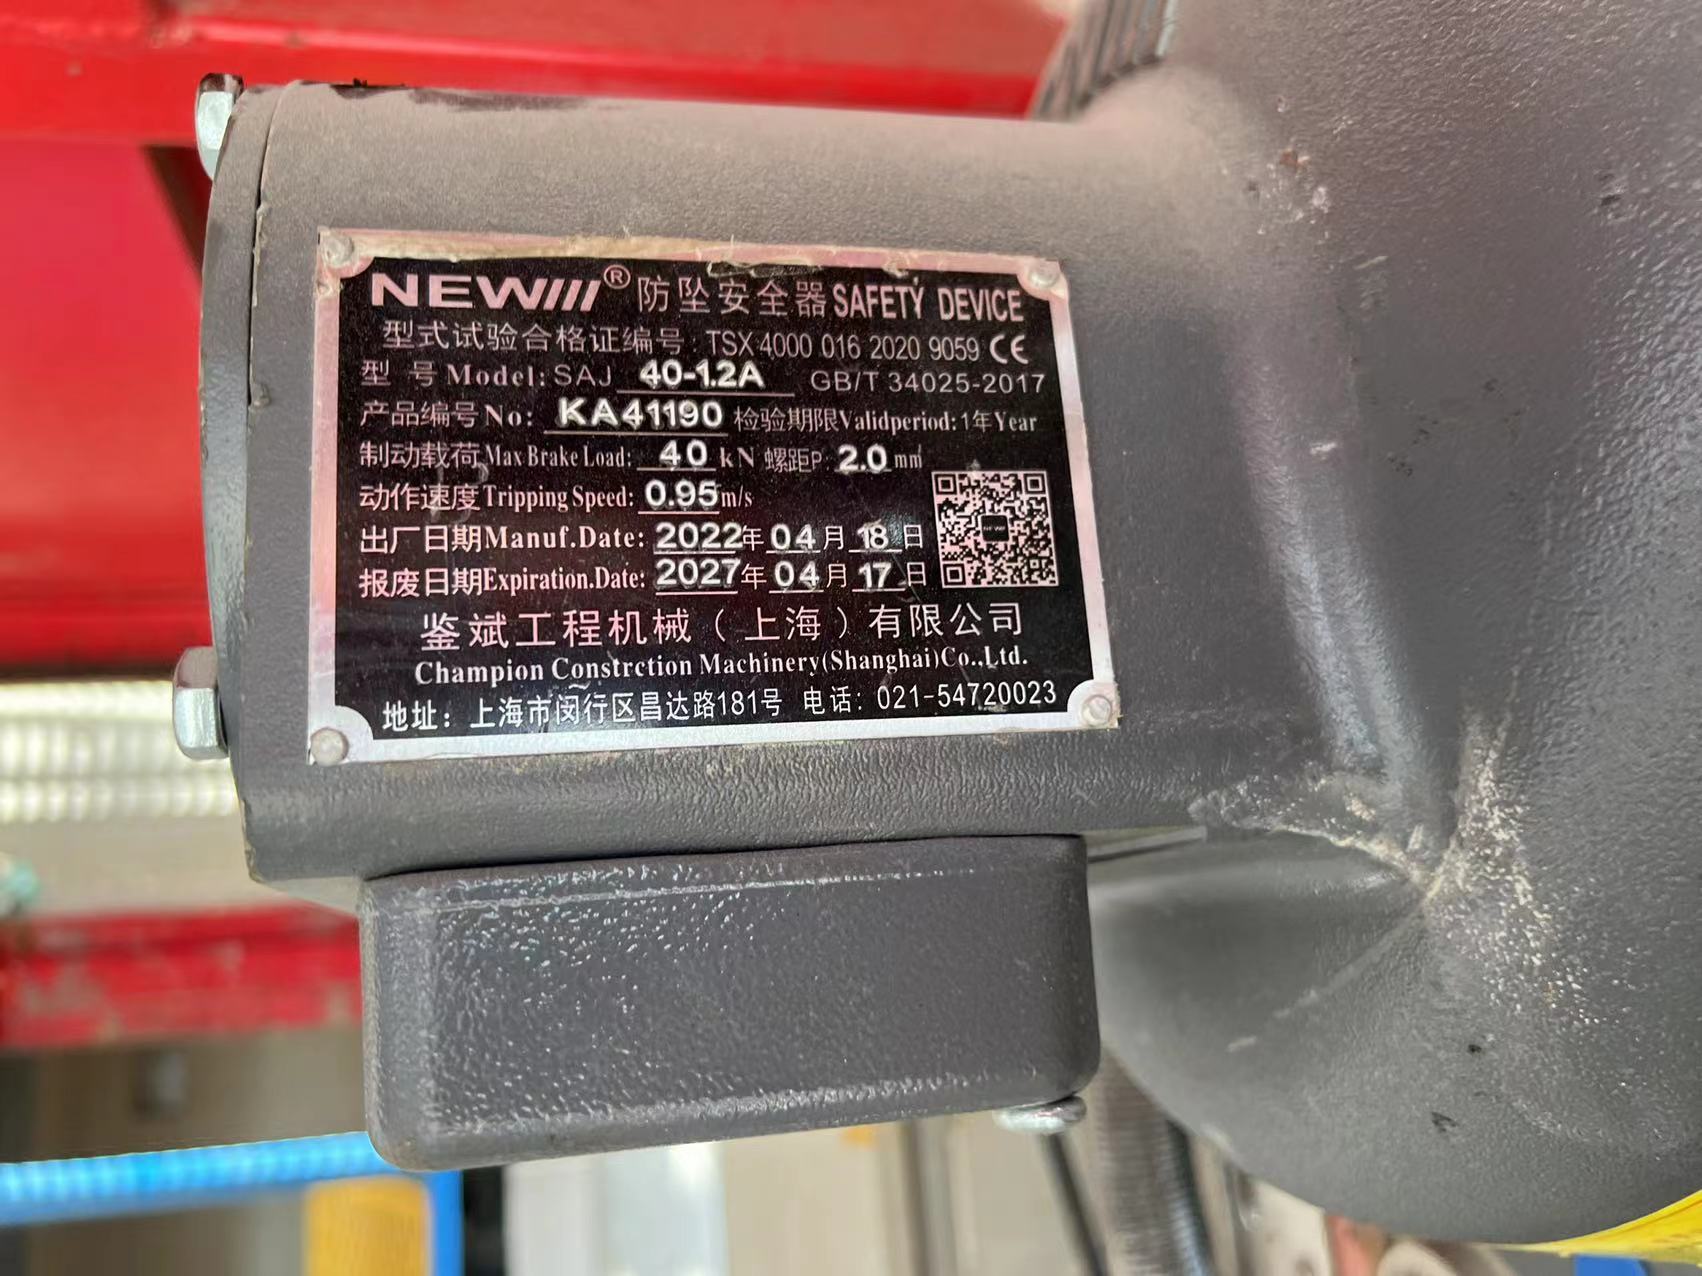 NEW/// ® 防坠安全器 SAFETY DEVICE
型式试验合格证编号: TSX 4000 016 2020 9059 CE
型 号 Model: SAJ 40-1.2A GB/T 34025-2017
产品编号 No: KA41190 检验期限 Validperiod: 1年 Year
制动载荷 Max Brake Load: 40 kN 螺距P: 2.0 mm
动作速度 Tripping Speed: 0.95 m/s
出厂日期 Manuf.Date: 2022年 04月 18日
报废日期 Expiration.Date: 2027年 04月 17日
鉴斌工程机械（上海）有限公司
Champion Constrction Machinery(Shanghai)Co.,Ltd.
地址：上海市闵行区昌达路181号 电话: 021-54720023